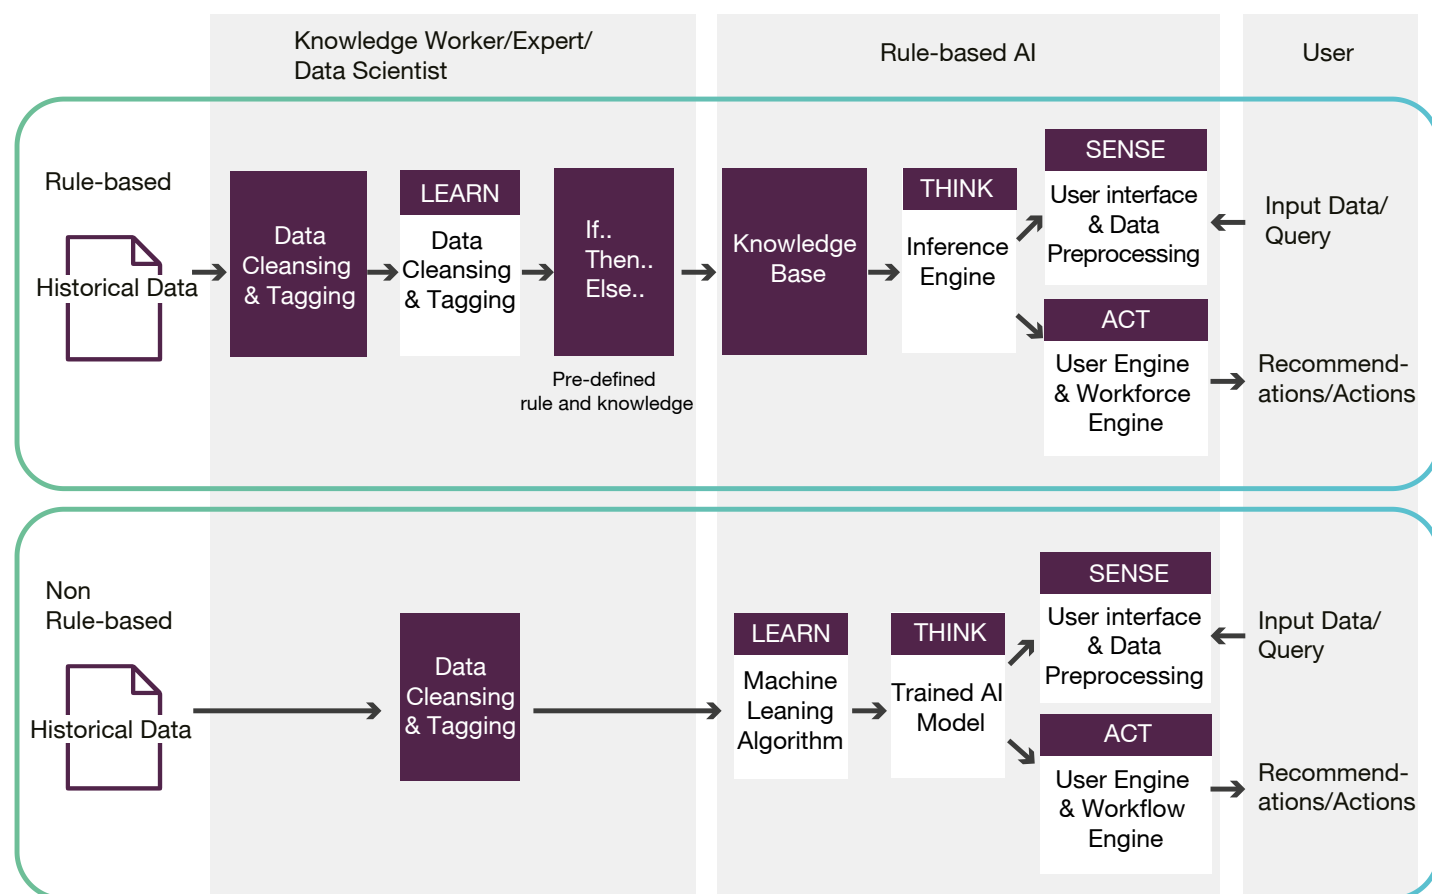 Knowledge Worker/Expert/
Data Scientist
Rule-based AI
User
Rule-based
Historical Data
Data
Cleansing
& Tagging
LEARN
Data
Cleansing
& Tagging
If..
Then..
Else..
Pre-defined
rule and knowledge
Knowledge
Base
THINK
Inference
Engine
SENSE
User interface
& Data
Preprocessing
ACT
User Engine
& Workforce
Engine
Input Data/
Query
Recommend-
ations/Actions
Non
Rule-based
Historical Data
Data
Cleansing
& Tagging
LEARN
Machine
Leaning
Algorithm
THINK
Trained AI
Model
SENSE
User interface
& Data
Preprocessing
ACT
User Engine
& Workflow
Engine
Input Data/
Query
Recommend-
ations/Actions